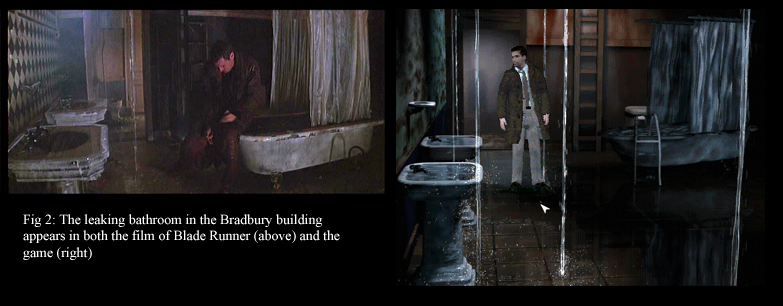 Fig 2: The leaking bathroom in the Bradbury building
appears in both the film of Blade Runner (above) and the
game (right)